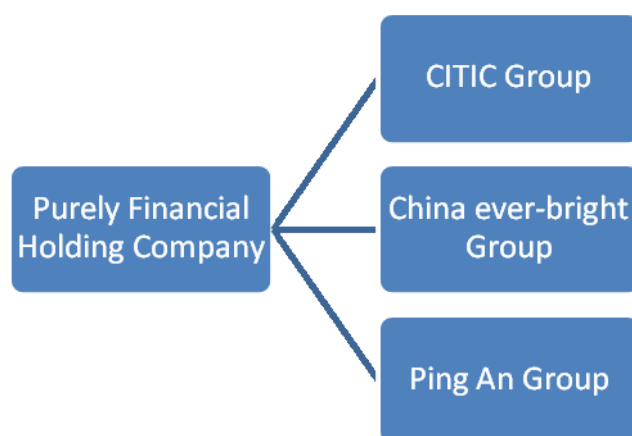 Purely Financial
Holding Company
CITIC Group
China ever-bright
Group
Ping An Group